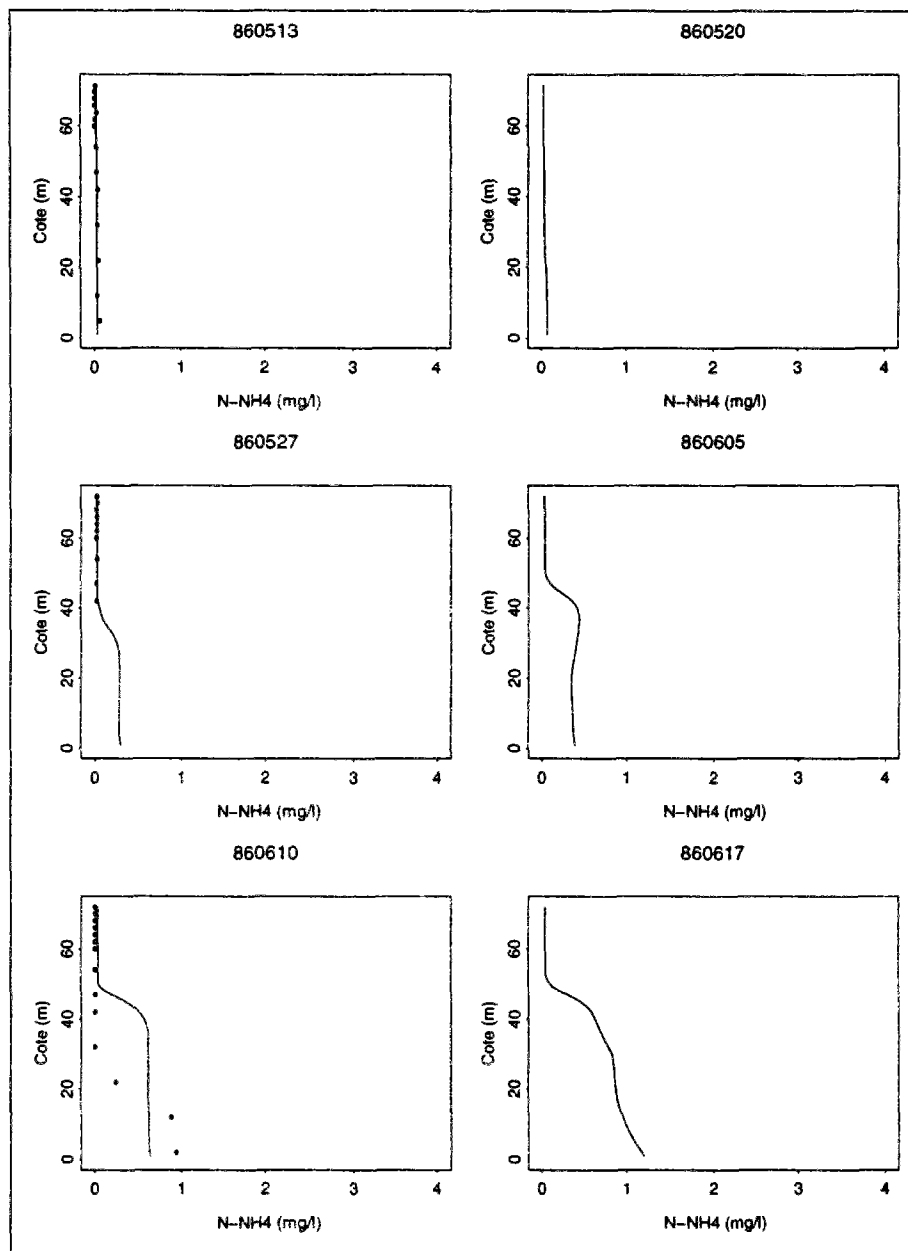 860513
860520
60
40
20
0
Cote (m)
0 1 2 3 4
N-NH4 (mg/l)
60
40
20
0
Cote (m)
0 1 2 3 4
N-NH4 (mg/l)
860527
860605
60
40
20
0
Cote (m)
0 1 2 3 4
N-NH4 (mg/l)
60
40
20
0
Cote (m)
0 1 2 3 4
N-NH4 (mg/l)
860610
860617
60
40
20
0
Cote (m)
0 1 2 3 4
N-NH4 (mg/l)
60
40
20
0
Cote (m)
0 1 2 3 4
N-NH4 (mg/l)